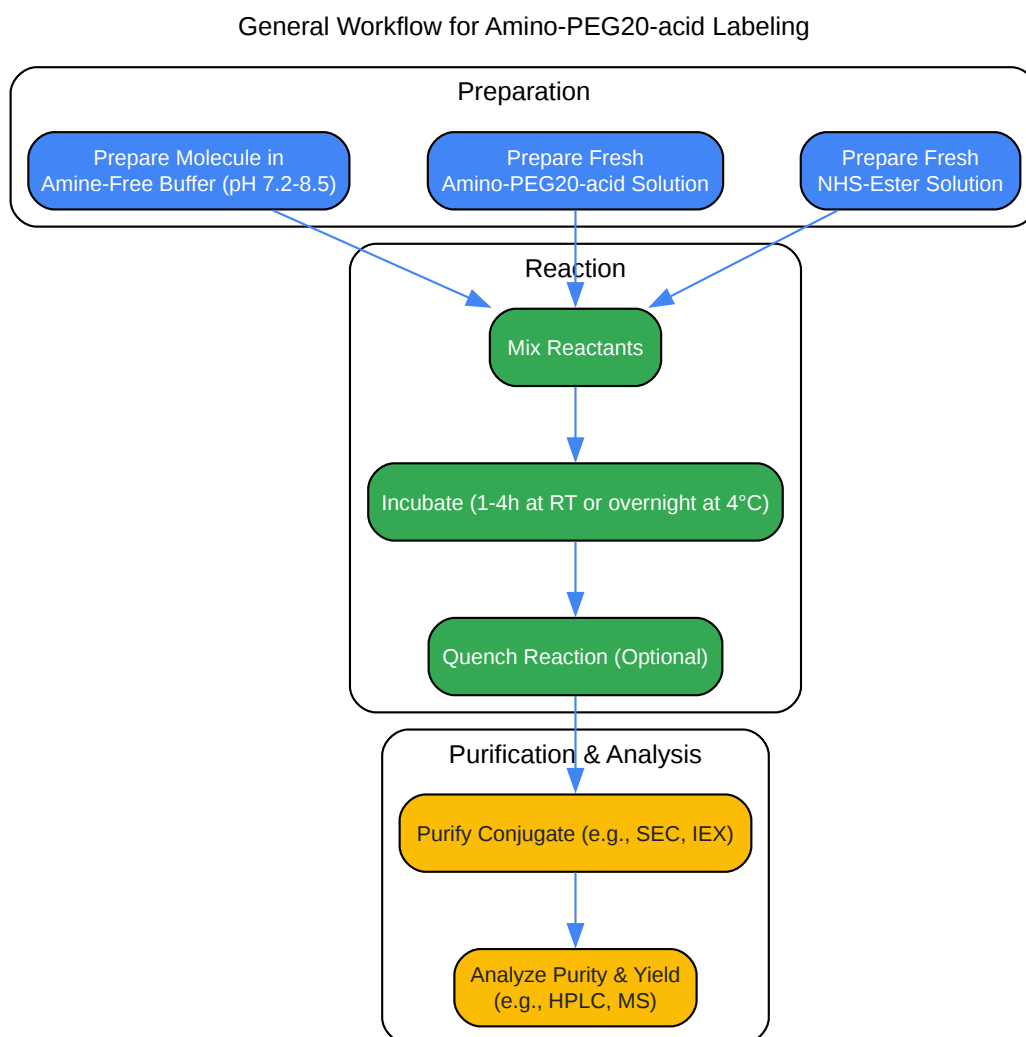 General Workflow for Amino-PEG20-acid Labeling
Preparation
Prepare Molecule in
Amine-Free Buffer (pH 7.2-8.5)
Prepare Fresh
Amino-PEG20-acid Solution
Prepare Fresh
NHS-Ester Solution
Reaction
Mix Reactants
Incubate (1-4h at RT or overnight at 4°C)
Quench Reaction (Optional)
Purification & Analysis
Purify Conjugate (e.g., SEC, IEX)
Analyze Purity & Yield
(e.g., HPLC, MS)